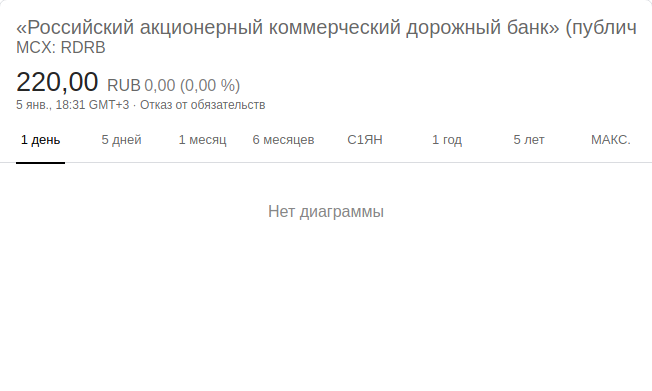 «Российский акционерный коммерческий дорожный банк» (публич
MCX: RDRB
220,00 RUB 0,00 (0,00 %)
5 янв., 18:31 GMT+3 · Отказ от обязательств
1 день 5 дней 1 месяц 6 месяцев С1ЯН 1 год 5 лет МАКС.
Нет диаграммы